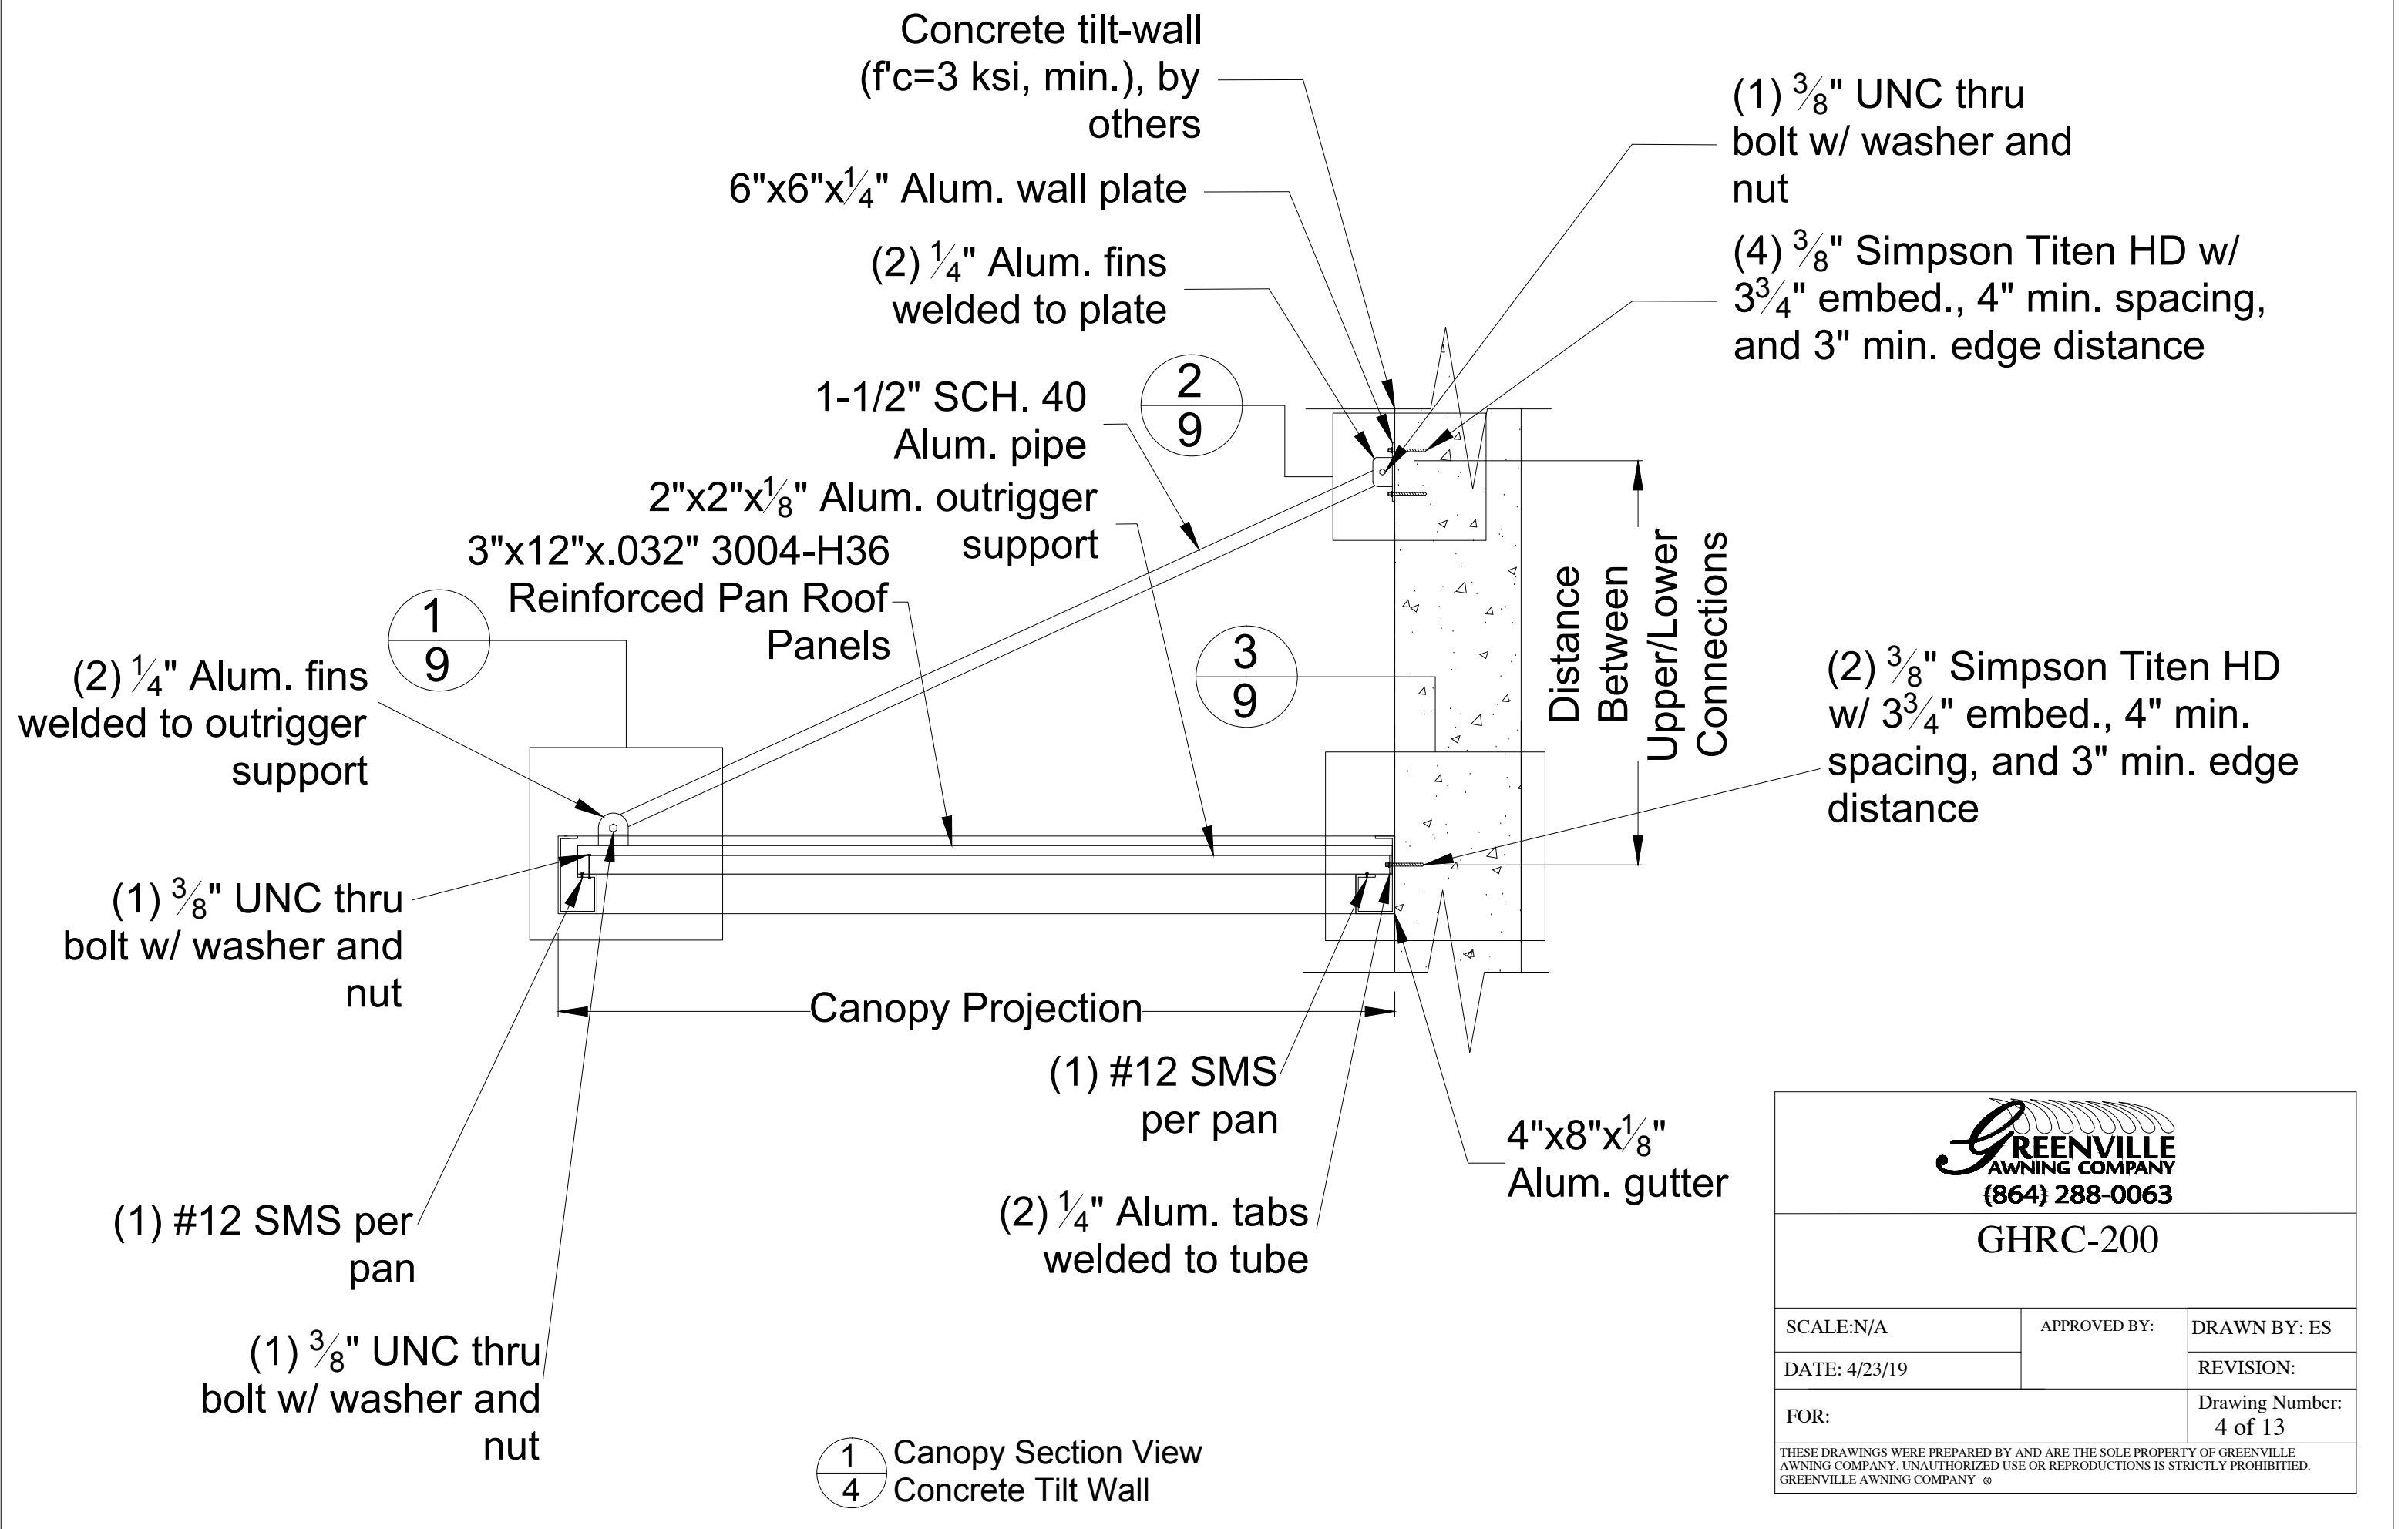 Concrete tilt-wall
(f'c=3 ksi, min.), by
others
6"x6"x1⁄4" Alum. wall plate
(2) 1⁄4" Alum. fins
welded to plate
1-1/2" SCH. 40
Alum. pipe
2"x2"x1⁄8" Alum. outrigger
support
3"x12"x.032" 3004-H36
Reinforced Pan Roof
Panels
(1) 3⁄8" UNC thru
bolt w/ washer and
nut
(4) 3⁄8" Simpson Titen HD w/
33⁄4" embed., 4" min. spacing,
and 3" min. edge distance
2
9
1
9
3
9
(2) 1⁄4" Alum. fins
welded to outrigger
support
Distance
Between
Upper/Lower
Connections
(2) 3⁄8" Simpson Titen HD
w/ 33⁄4" embed., 4" min.
spacing, and 3" min. edge
distance
(1) 3⁄8" UNC thru
bolt w/ washer and
nut
Canopy Projection
(1) #12 SMS
per pan
4"x8"x1⁄8"
Alum. gutter
(2) 1⁄4" Alum. tabs
welded to tube
(1) #12 SMS per
pan
(1) 3⁄8" UNC thru
bolt w/ washer and
nut
1
4
Canopy Section View
Concrete Tilt Wall
GREENVILLE
AWNING COMPANY
(864) 288-0063
GHRC-200
SCALE:N/A
APPROVED BY:
DRAWN BY: ES
DATE: 4/23/19
REVISION:
FOR:
Drawing Number:
4 of 13
THESE DRAWINGS WERE PREPARED BY AND ARE THE SOLE PROPERTY OF GREENVILLE
AWNING COMPANY. UNAUTHORIZED USE OR REPRODUCTIONS IS STRICTLY PROHIBITIED.
GREENVILLE AWNING COMPANY ®